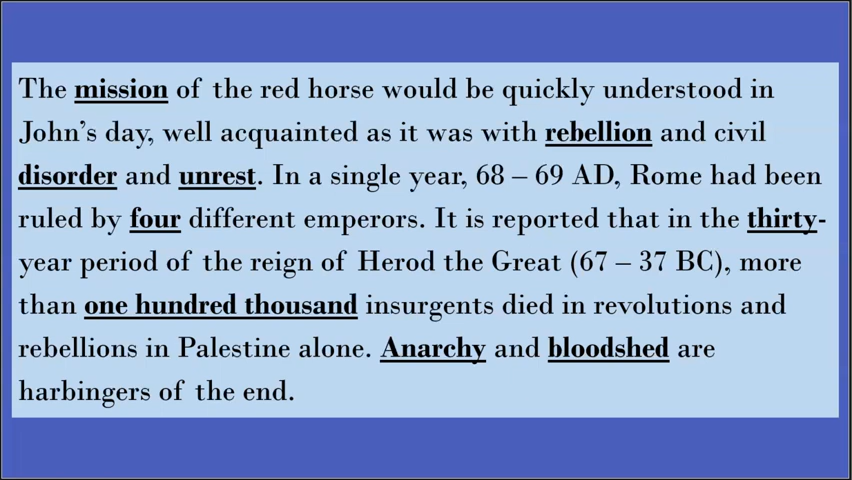 The mission of the red horse would be quickly understood in
John's day, well acquainted as it was with rebellion and civil
disorder and unrest. In a single year, 68 – 69 AD, Rome had been
ruled by four different emperors. It is reported that in the thirty-
year period of the reign of Herod the Great (67 – 37 BC), more
than one hundred thousand insurgents died in revolutions and
rebellions in Palestine alone. Anarchy and bloodshed are
harbingers of the end.